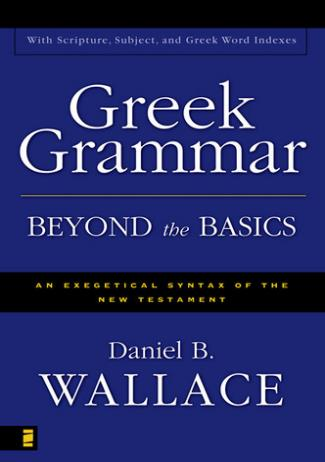 With Scripture, Subject, and Greek Word Indexes
Greek
Grammar
BEYOND the BASICS
AN EXEGETICAL SYNTAX OF THE
NEW TESTAMENT
Daniel B.
WALLACE